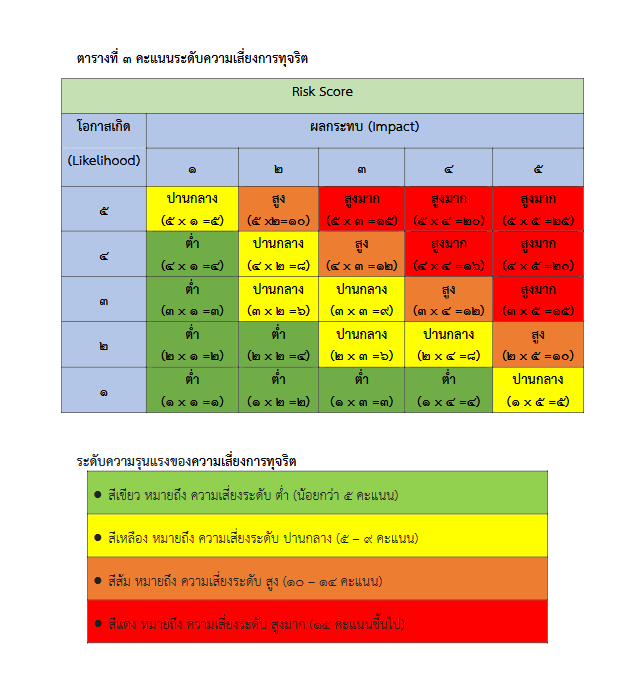 ตารางที่ ๓ คะแนนระดับความเสี่ยงการทุจริต
Risk Score
โอกาสเกิด ผลกระทบ (Impact)
(Likelihood) ๑ ๒ ๓ ๔ ๕
๕ ปานกลาง สูง สูงมาก สูงมาก สูงมาก
(๕ x ๑ =๕) (๕ x๒=๑๐) (๕ x ๓ =๑๕) (๕ x ๔ =๒๐) (๕ x ๕ =๒๕)
๔ ต่ำ ปานกลาง สูง สูงมาก สูงมาก
(๔ x ๑ =๔) (๔ x ๒ =๘) (๔ x ๓ =๑๒) (๔ x ๔ =๑๖) (๔ x ๕ =๒๐)
๓ ต่ำ ปานกลาง ปานกลาง สูง สูงมาก
(๓ x ๑ =๓) (๓ x ๒ =๖) (๓ x ๓ =๙) (๓ x ๔ =๑๒) (๓ x ๕ =๑๕)
๒ ต่ำ ต่ำ ปานกลาง ปานกลาง สูง
(๒ x ๑ =๒) (๒ x ๒ =๔) (๒ x ๓ =๖) (๒ x ๔ =๘) (๒ x ๕ =๑๐)
๑ ต่ำ ต่ำ ต่ำ ต่ำ ปานกลาง
(๑ x ๑ =๑) (๑ x ๒ =๒) (๑ x ๓ =๓) (๑ x ๔ =๔) (๑ x ๕ =๕)
ระดับความรุนแรงของความเสี่ยงการทุจริต
● สีเขียว หมายถึง ความเสี่ยงระดับ ต่ำ (น้อยกว่า ๕ คะแนน)
● สีเหลือง หมายถึง ความเสี่ยงระดับ ปานกลาง (๕ – ๙ คะแนน)
● สีส้ม หมายถึง ความเสี่ยงระดับ สูง (๑๐ – ๑๔ คะแนน)
● สีแดง หมายถึง ความเสี่ยงระดับ สูงมาก (๑๕ คะแนนขึ้นไป)